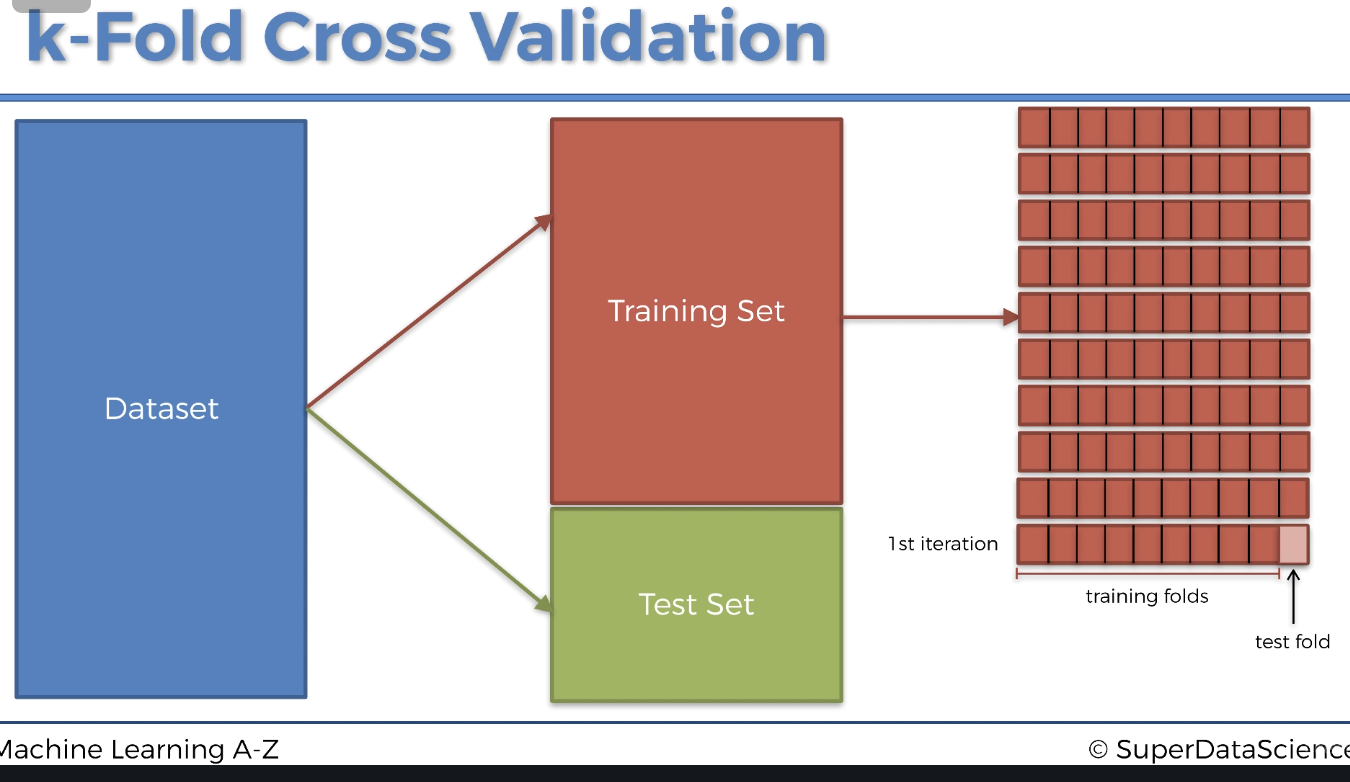 k-Fold Cross Validation
Dataset
Training Set
Test Set
1st iteration
training folds
test fold
Machine Learning A-Z
© SuperDataScience